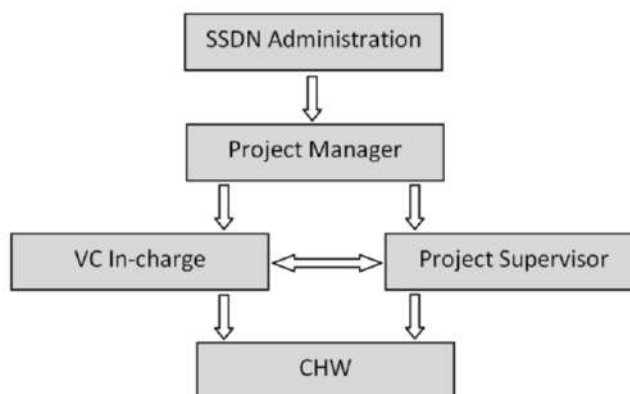 SSDN Administration
Project Manager
VC In-charge
Project Supervisor
CHW